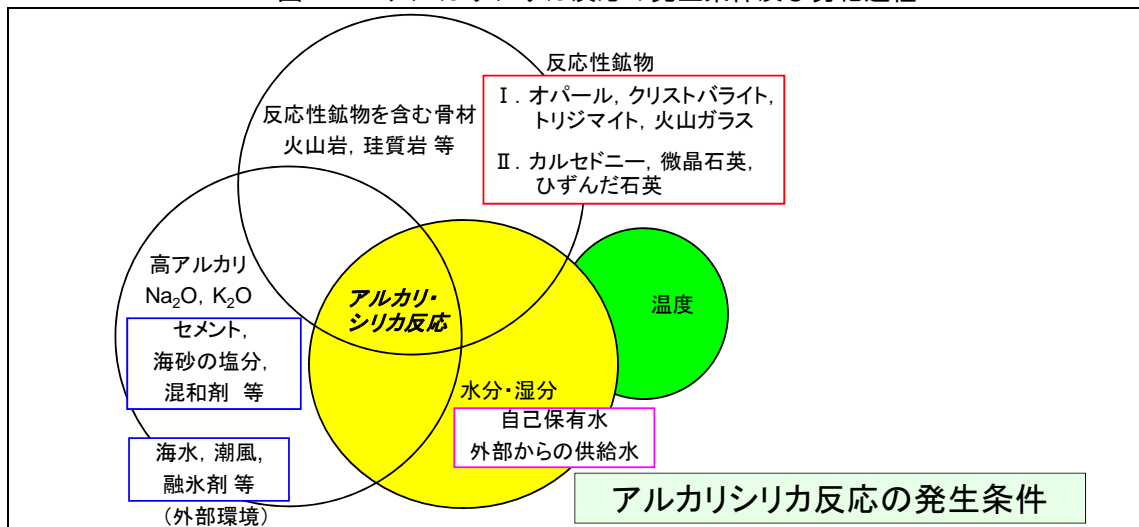 反応性鉱物
Ⅰ. オパール, クリストバライト,
トリジマイト, 火山ガラス
Ⅱ. カルセドニー, 微晶石英,
ひずんだ石英
反応性鉱物を含む骨材
火山岩, 珪質岩 等
高アルカリ
Na₂O, K₂O
セメント,
海砂の塩分,
混和剤 等
海水, 潮風,
融氷剤 等
(外部環境)
アルカリ・
シリカ反応
温度
水分・湿分
自己保有水
外部からの供給水
アルカリシリカ反応の発生条件